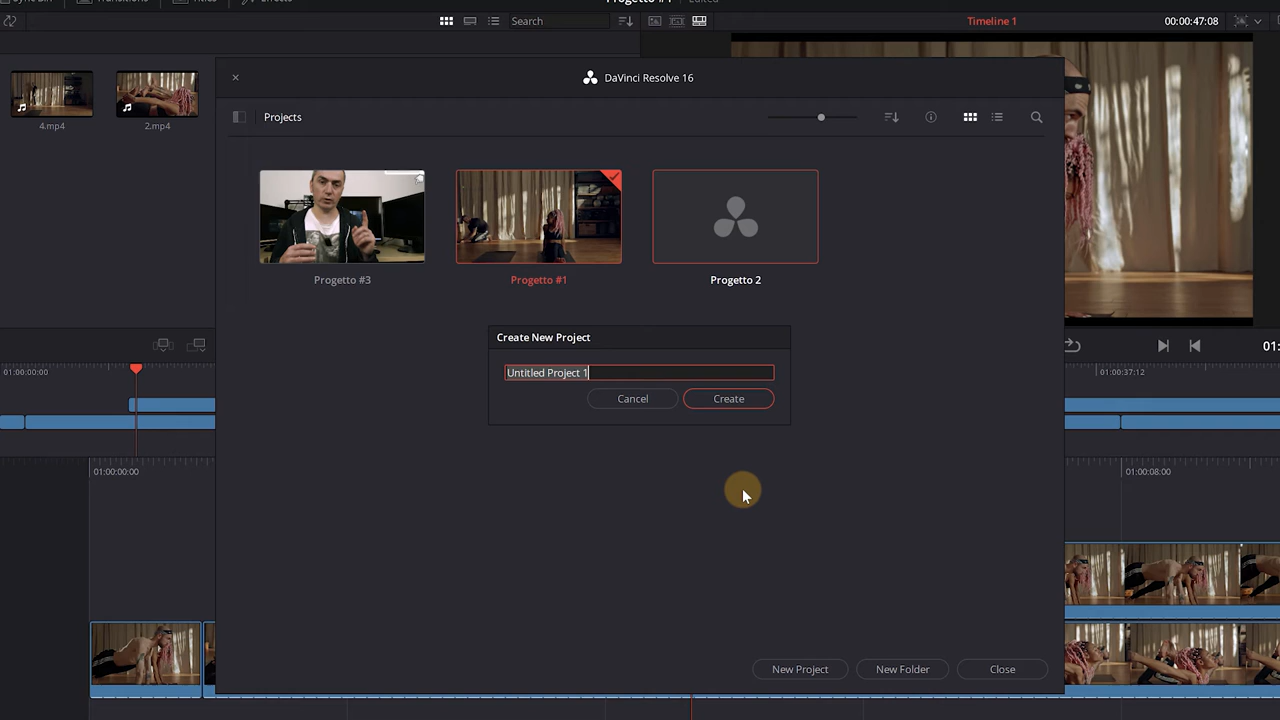 Transitions
Search
Timeline 1
00:00:47:08
DaVinci Resolve 16
Projects
4.mp4
2.mp4
Progetto #3
Progetto #1
Progetto 2
Create New Project
Untitled Project 1
Cancel
Create
01:00:00:00
01:00:37:12
01:
01:00:00:00
01:00:08:00
New Project
New Folder
Close